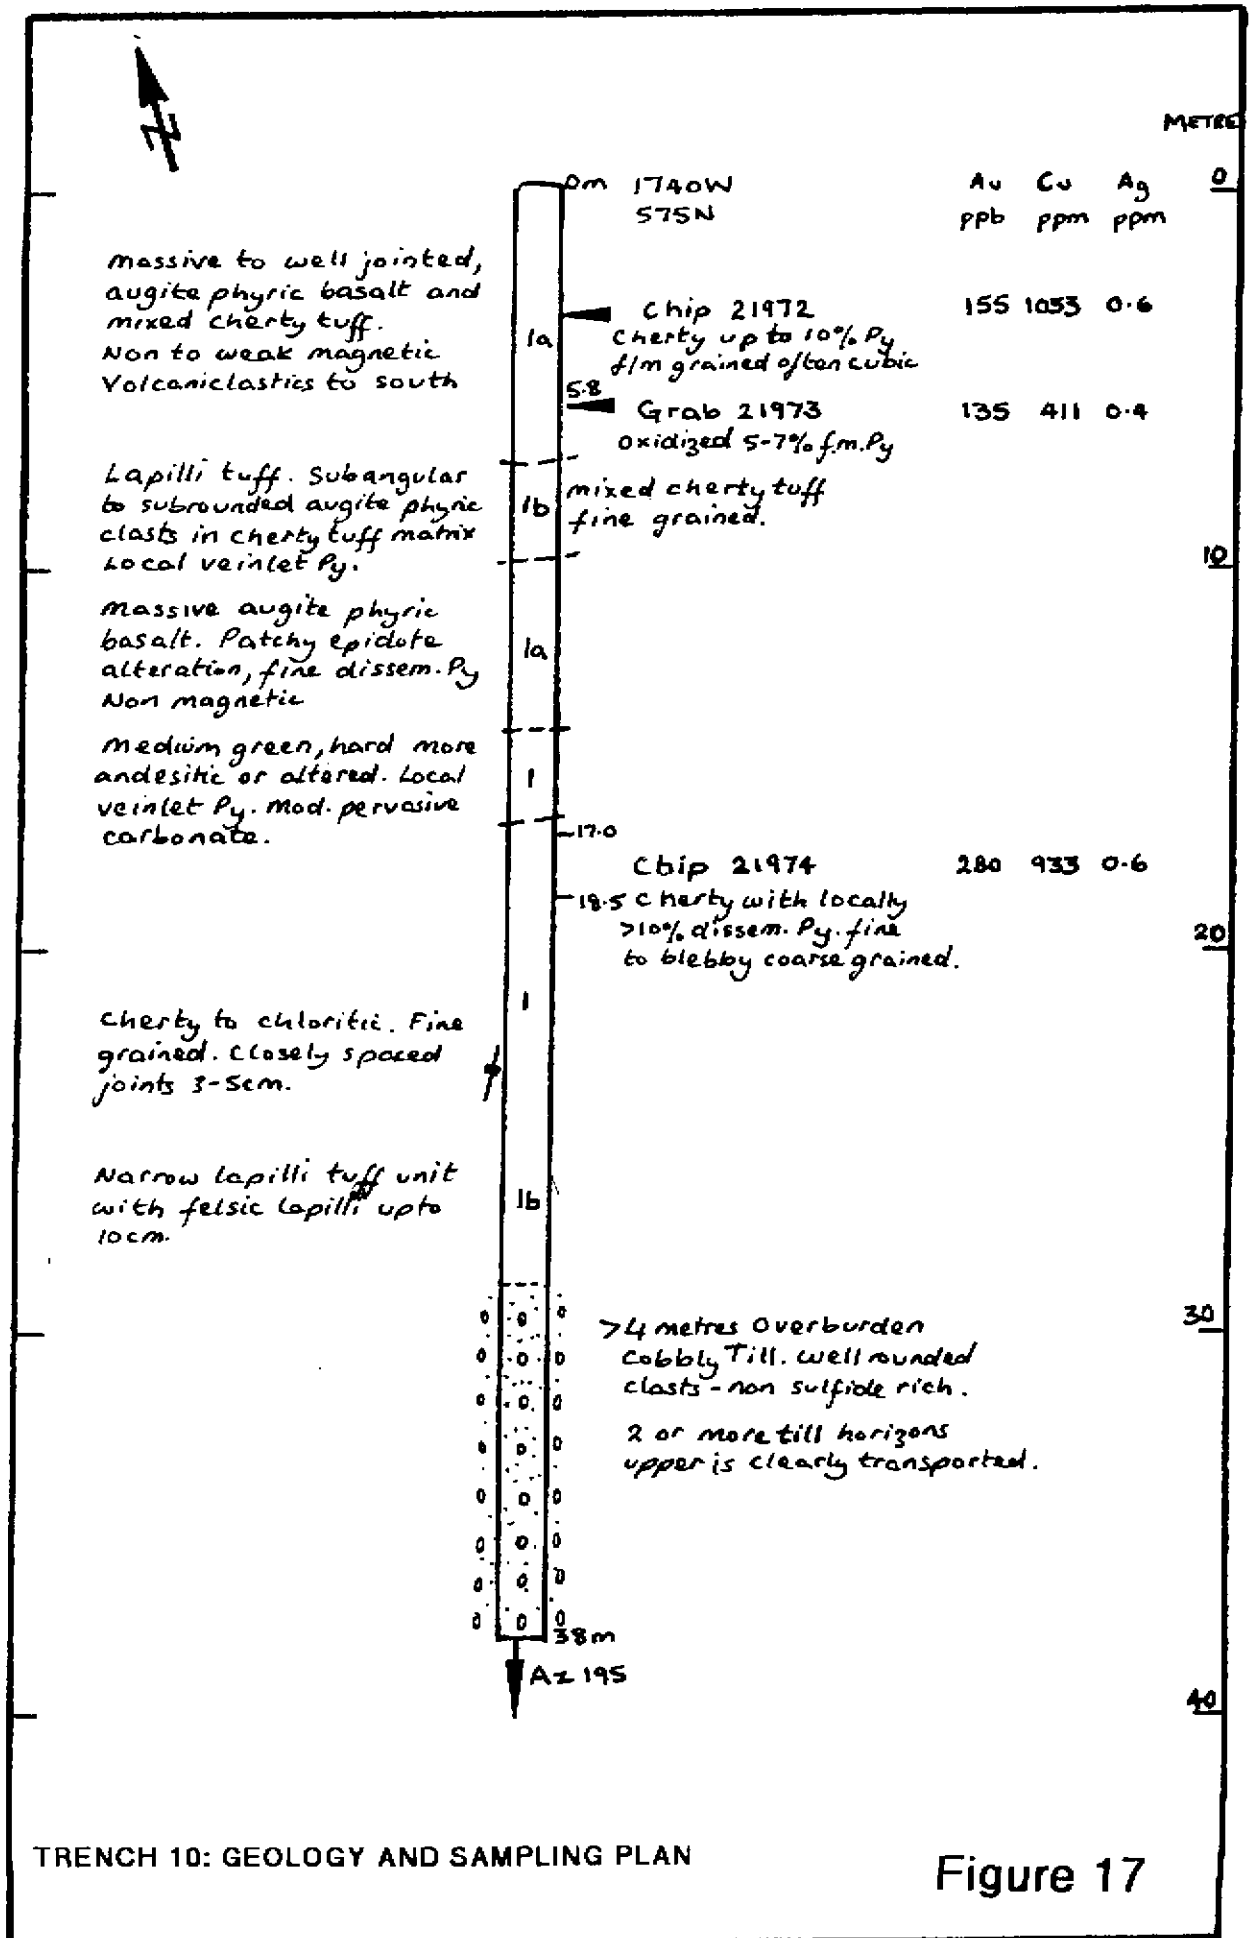 METRE
0m 1740W
575N
Au Cu Ag
ppb ppm ppm
0
massive to well jointed,
augite phyric basalt and
mixed cherty tuff.
Non to weak magnetic
Volcaniclastics to south
1a
Chip 21972
Cherty up to 10% Py
f/m grained often cubic
155 1033 0.6
5.8
Grab 21973
oxidized 5-7% f.m. Py
135 411 0.4
Lapilli tuff. Subangular
to subrounded augite phyric
clasts in cherty tuff matrix
Local veinlet Py.
1b
mixed cherty tuff
fine grained.
10
massive augite phyric
basalt. Patchy epidote
alteration, fine dissem. Py
Non magnetic
1a
medium green, hard more
andesitic or altered. Local
veinlet Py. Mod. pervasive
carbonate.
1
17.0
Chip 21974
280 933 0.6
18.5 Cherty with locally
>10% dissem. Py. fine
to blebby coarse grained.
20
1
Cherty to chloritic. Fine
grained. Closely spaced
joints 3-5cm.
Narrow lapilli tuff unit
with felsic lapilli upto
10cm.
1b
30
>4 metres Overburden
Cobbly Till. well rounded
clasts - non sulfide rich.
2 or more till horizons
upper is clearly transported.
38m
Az 195
40
TRENCH 10: GEOLOGY AND SAMPLING PLAN
Figure 17